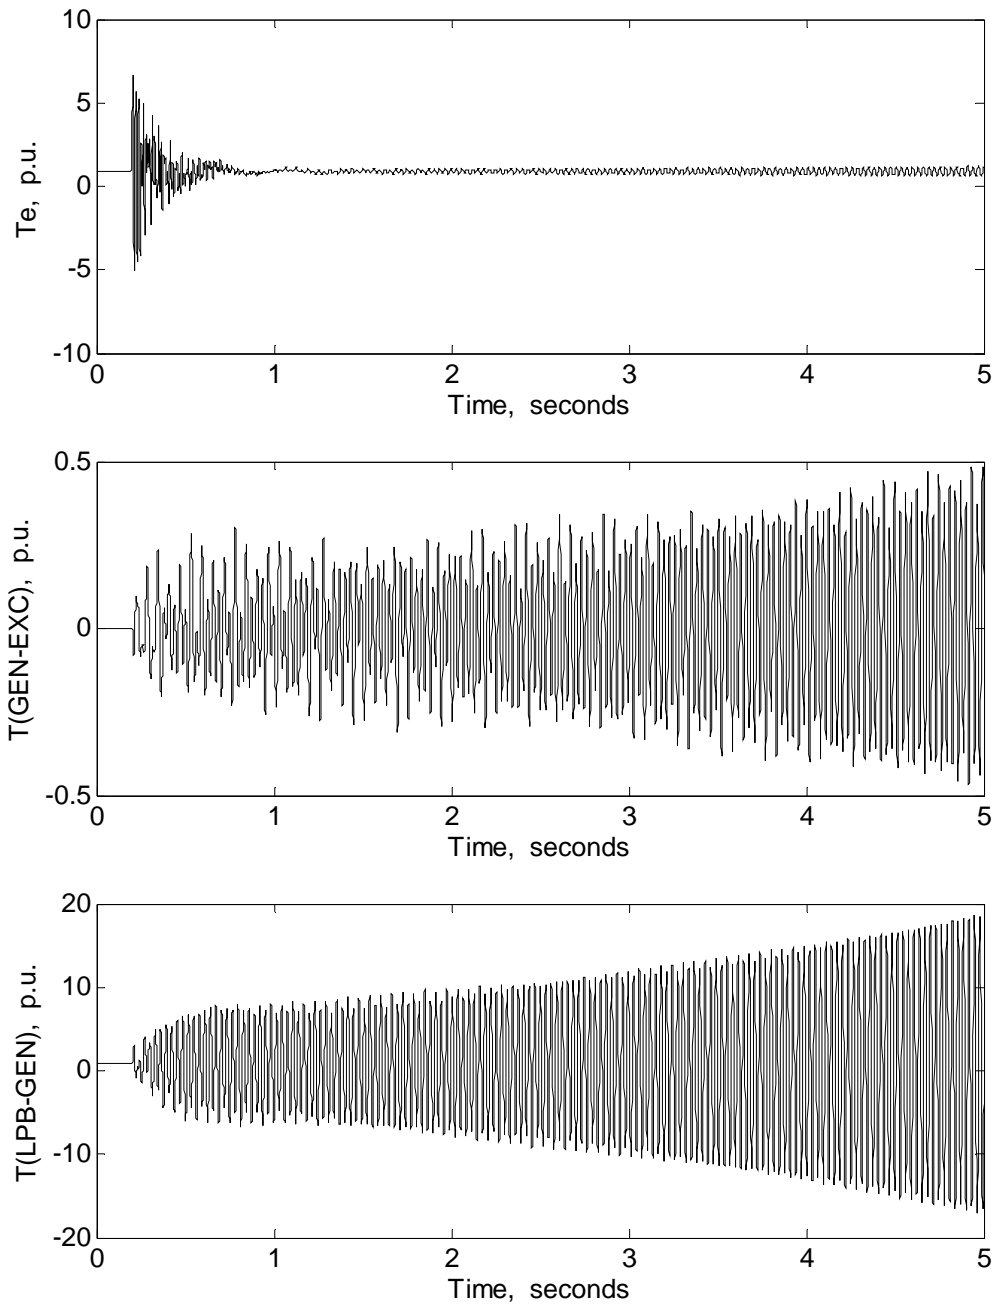 10
5
0
-5
-10
Te, p.u.
0 1 2 3 4 5
Time, seconds
0.5
0
-0.5
T(GEN-EXC), p.u.
0 1 2 3 4 5
Time, seconds
20
10
0
-10
-20
T(LPB-GEN), p.u.
0 1 2 3 4 5
Time, seconds